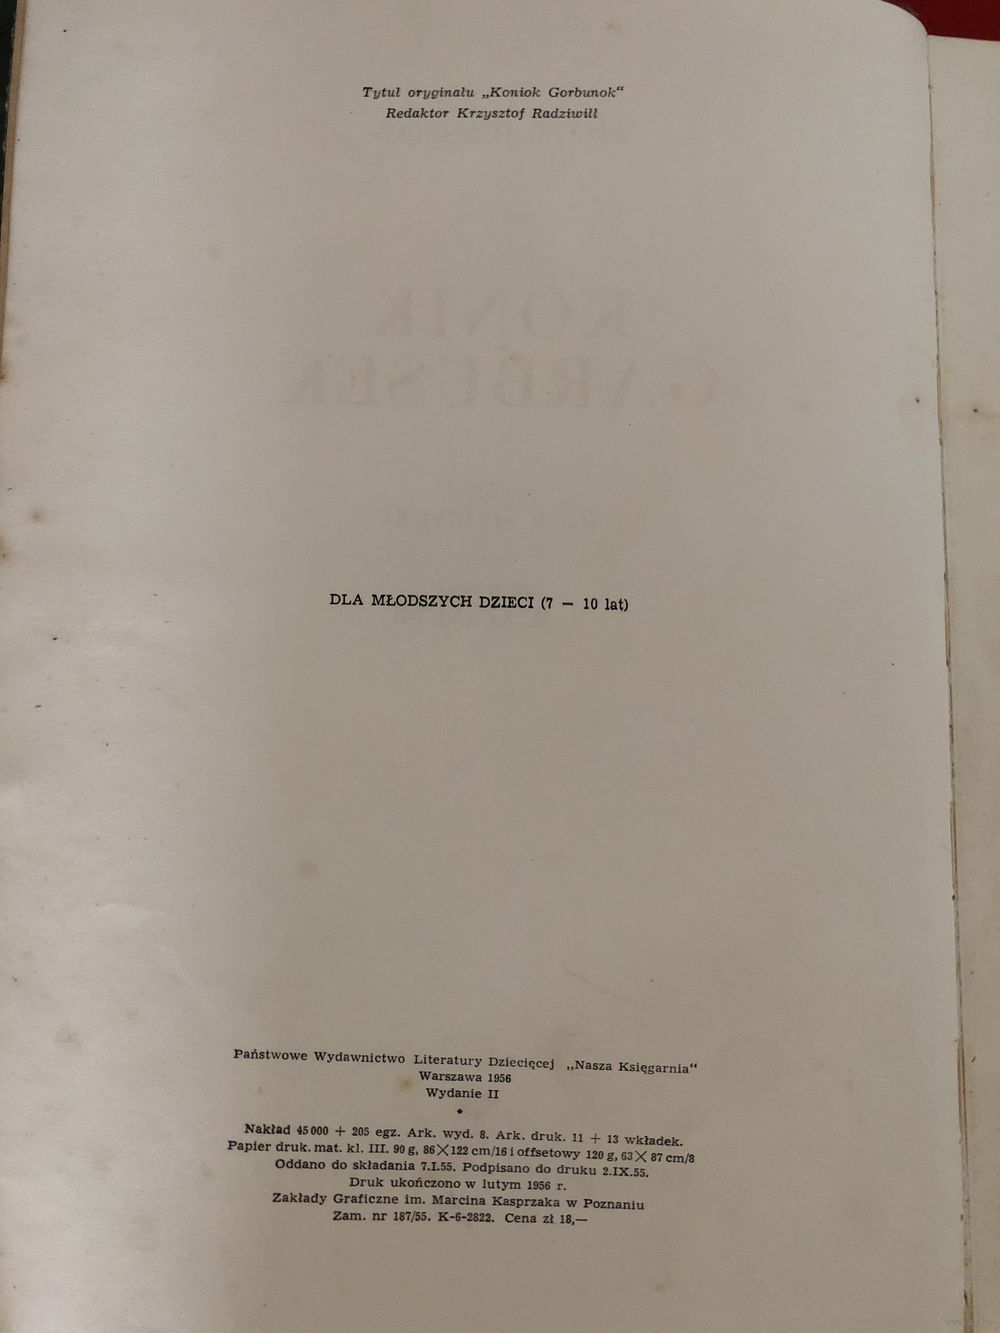 Tytuł oryginału „Koniok Gorbunok“
Redaktor Krzysztof Radziwiłł
KONIK
GARBUSEK
DLA MŁODSZYCH DZIECI (7 — 10 lat)
Państwowe Wydawnictwo Literatury Dziecięcej „Nasza Księgarnia“
Warszawa 1956
Wydanie II
Nakład 45 000 + 205 egz. Ark. wyd. 8. Ark. druk. 11 + 13 wkładek.
Papier druk. mat. kl. III. 90 g, 86×122 cm/16 i offsetowy 120 g, 63×87 cm/8
Oddano do składania 7.I.55. Podpisano do druku 2.IX.55.
Druk ukończono w lutym 1956 r.
Zakłady Graficzne im. Marcina Kasprzaka w Poznaniu
Zam. nr 187/55. K-6-2822. Cena zł 18,—